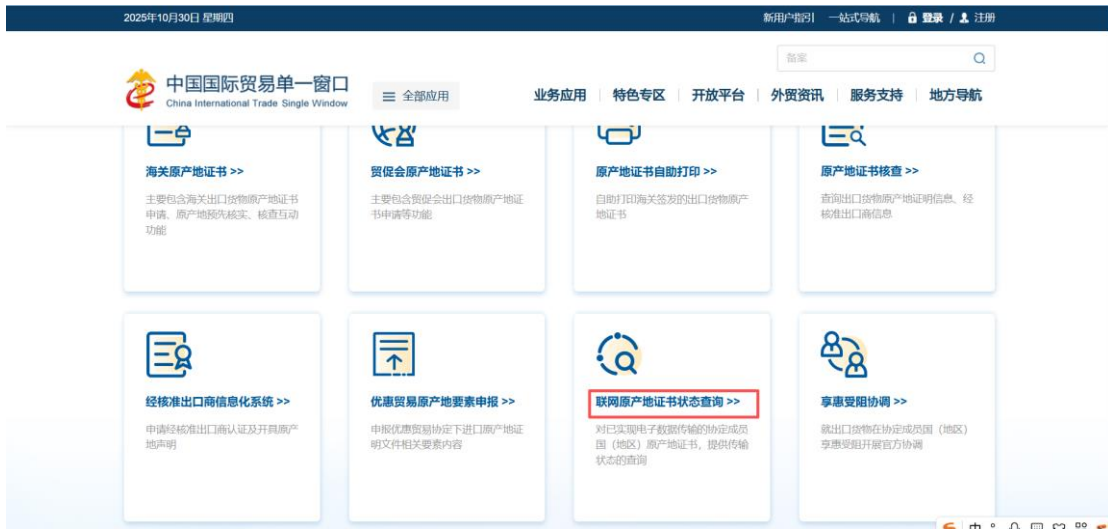 2025年10月30日 星期四
新用户指引 一站式导航 | 登录 / 注册
备案
中国国际贸易单一窗口
China International Trade Single Window
全部应用
业务应用 | 特色专区 | 开放平台 | 外贸资讯 | 服务支持 | 地方导航
海关原产地证书 >>
主要包含海关出口货物原产地证书
申请、原产地预先核实、核查互动
功能
贸促会原产地证书 >>
主要包含贸促会出口货物原产地证
书申请等功能
原产地证书自助打印 >>
自助打印海关签发的出口货物原产
地证书
原产地证书核查 >>
查询出口货物原产地证明信息、经
核准出口商信息
经核准出口商信息化系统 >>
申请经核准出口商认证及开具原产
地声明
优惠贸易原产地要素申报 >>
申报优惠贸易协定下进口原产地证
明文件相关要素内容
联网原产地证书状态查询 >>
对已实现电子数据传输的协定成员
国（地区）原产地证书，提供传输
状态的查询
享惠受阻协调 >>
就出口货物在协定成员国（地区）
享惠受阻开展官方协调
中